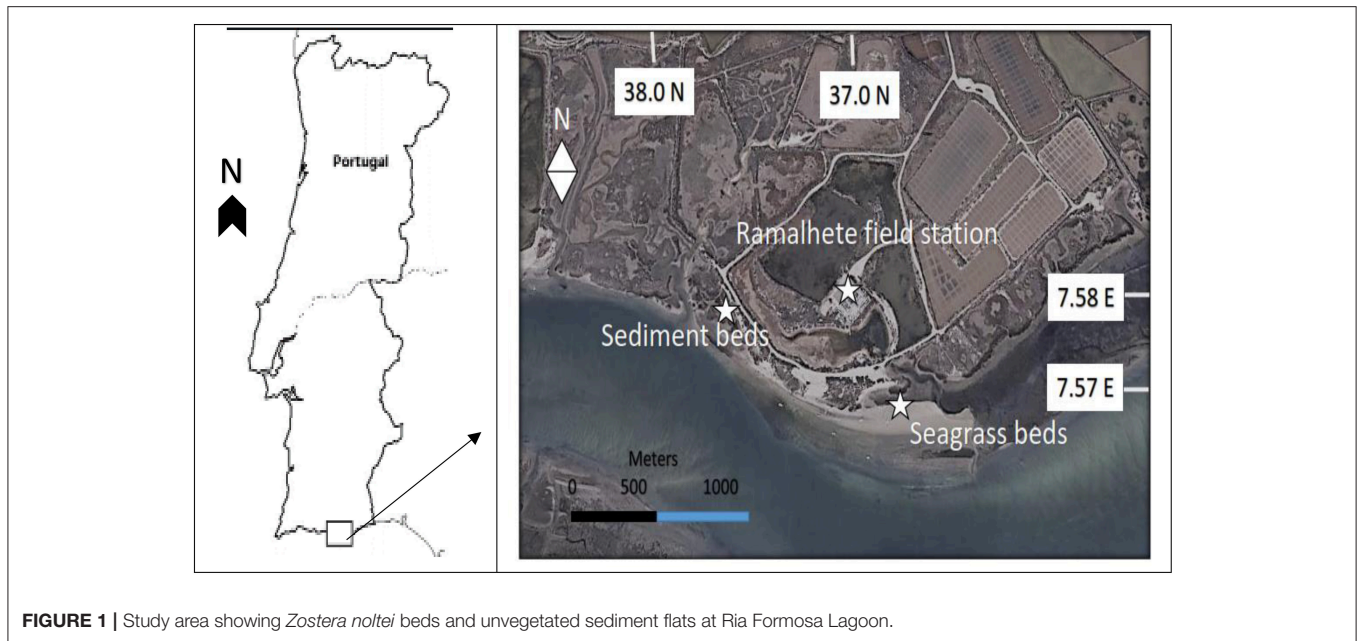 Portugal
N
38.0 N
37.0 N
N
Ramalhete field station
7.58 E
Sediment beds
7.57 E
Seagrass beds
Meters
0 500 1000
FIGURE 1 | Study area showing Zostera noltei beds and unvegetated sediment flats at Ria Formosa Lagoon.